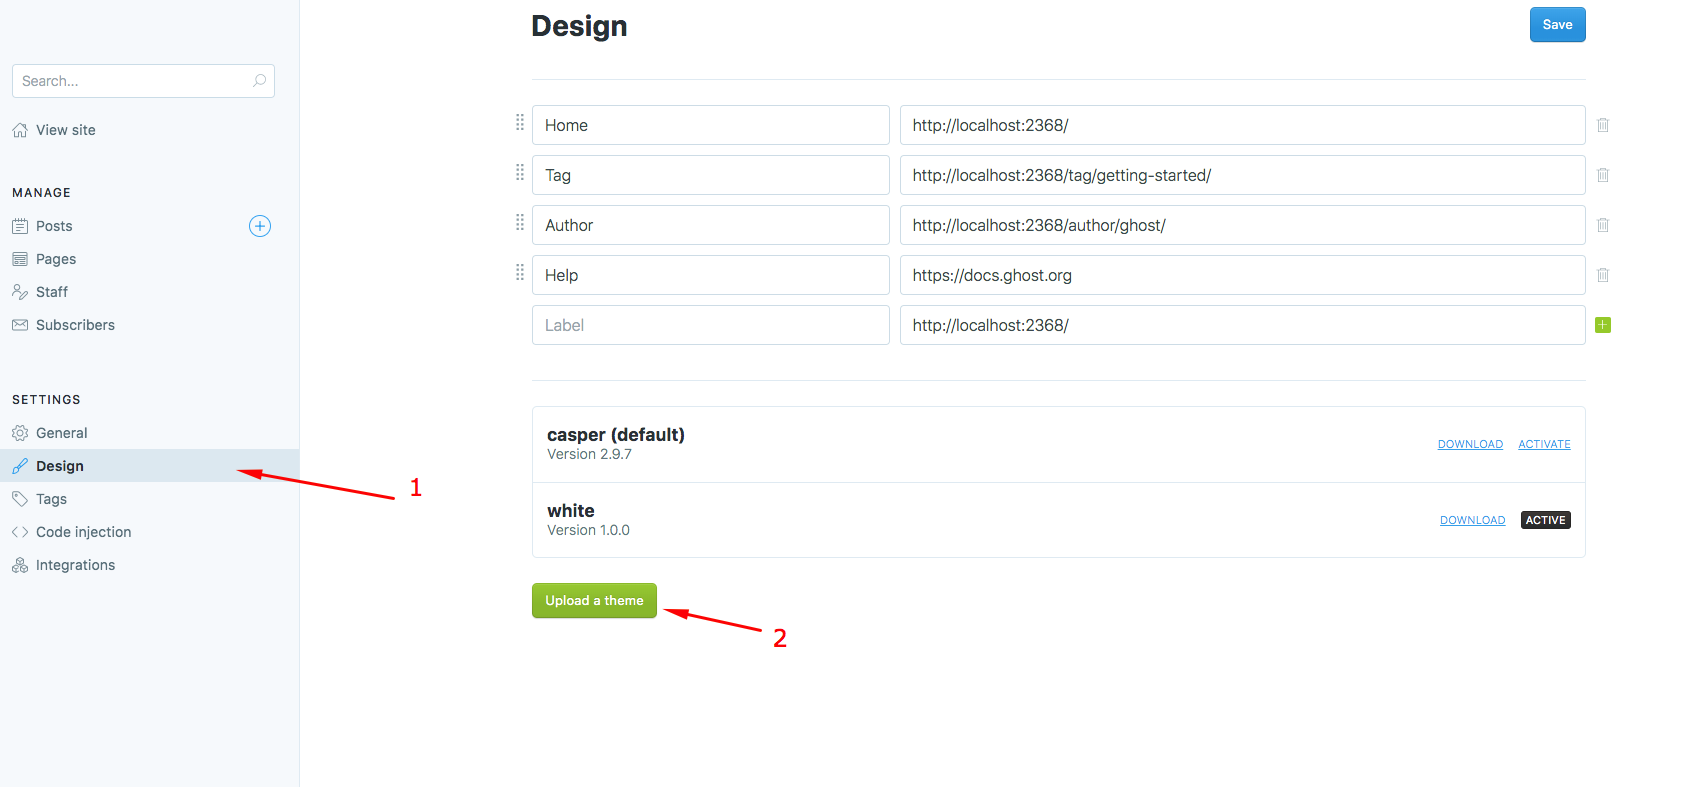 Design
Save
Search...
View site
MANAGE
Posts
Pages
Staff
Subscribers
SETTINGS
General
Design
Tags
Code injection
Integrations
1
Home http://localhost:2368/
Tag http://localhost:2368/tag/getting-started/
Author http://localhost:2368/author/ghost/
Help https://docs.ghost.org
Label http://localhost:2368/
casper (default)
Version 2.9.7
DOWNLOAD ACTIVATE
white
Version 1.0.0
DOWNLOAD ACTIVE
Upload a theme
2